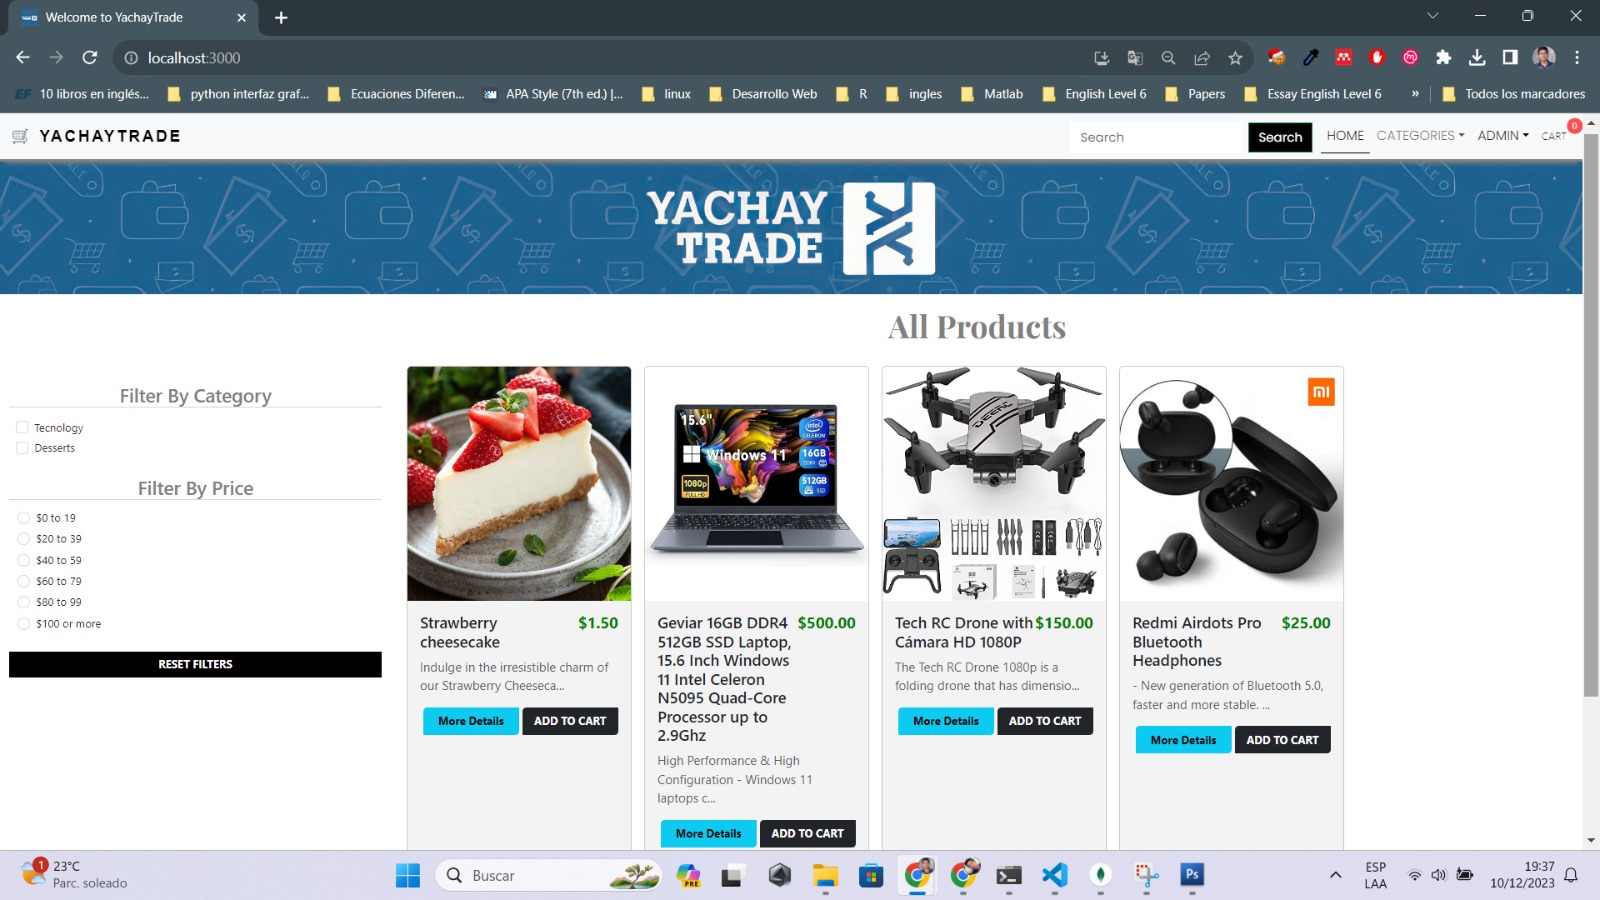 Welcome to YachayTrade
localhost:3000
EF 10 libros en inglés...
python interfaz graf...
Ecuaciones Diferen...
APA Style (7th ed.) |...
linux
Desarrollo Web
R
ingles
Matlab
English Level 6
Papers
Essay English Level 6
»
Todos los marcadores
YACHAYTRADE
Search
Search
HOME
CATEGORIES
ADMIN
CART
0
YACHAY
TRADE
All Products
Filter By Category
Tecnology
Desserts
Filter By Price
$0 to 19
$20 to 39
$40 to 59
$60 to 79
$80 to 99
$100 or more
RESET FILTERS
Strawberry
cheesecake
$1.50
Indulge in the irresistible charm of
our Strawberry Cheeseca...
More Details
ADD TO CART
15.6"
intel
CELERON
Windows 11
16GB
DDR4
1080p
FULL HD
512GB
SSD
Geviar 16GB DDR4
512GB SSD Laptop,
15.6 Inch Windows
11 Intel Celeron
N5095 Quad-Core
Processor up to
2.9Ghz
$500.00
High Performance & High
Configuration - Windows 11
laptops c...
More Details
ADD TO CART
DEERC
Tech RC Drone with
Cámara HD 1080P
$150.00
The Tech RC Drone 1080p is a
folding drone that has dimensio...
More Details
ADD TO CART
mi
Redmi Airdots Pro
Bluetooth
Headphones
$25.00
- New generation of Bluetooth 5.0,
faster and more stable. ...
More Details
ADD TO CART
1
23°C
Parc. soleado
Buscar
PRE
Ps
ESP
LAA
19:37
10/12/2023